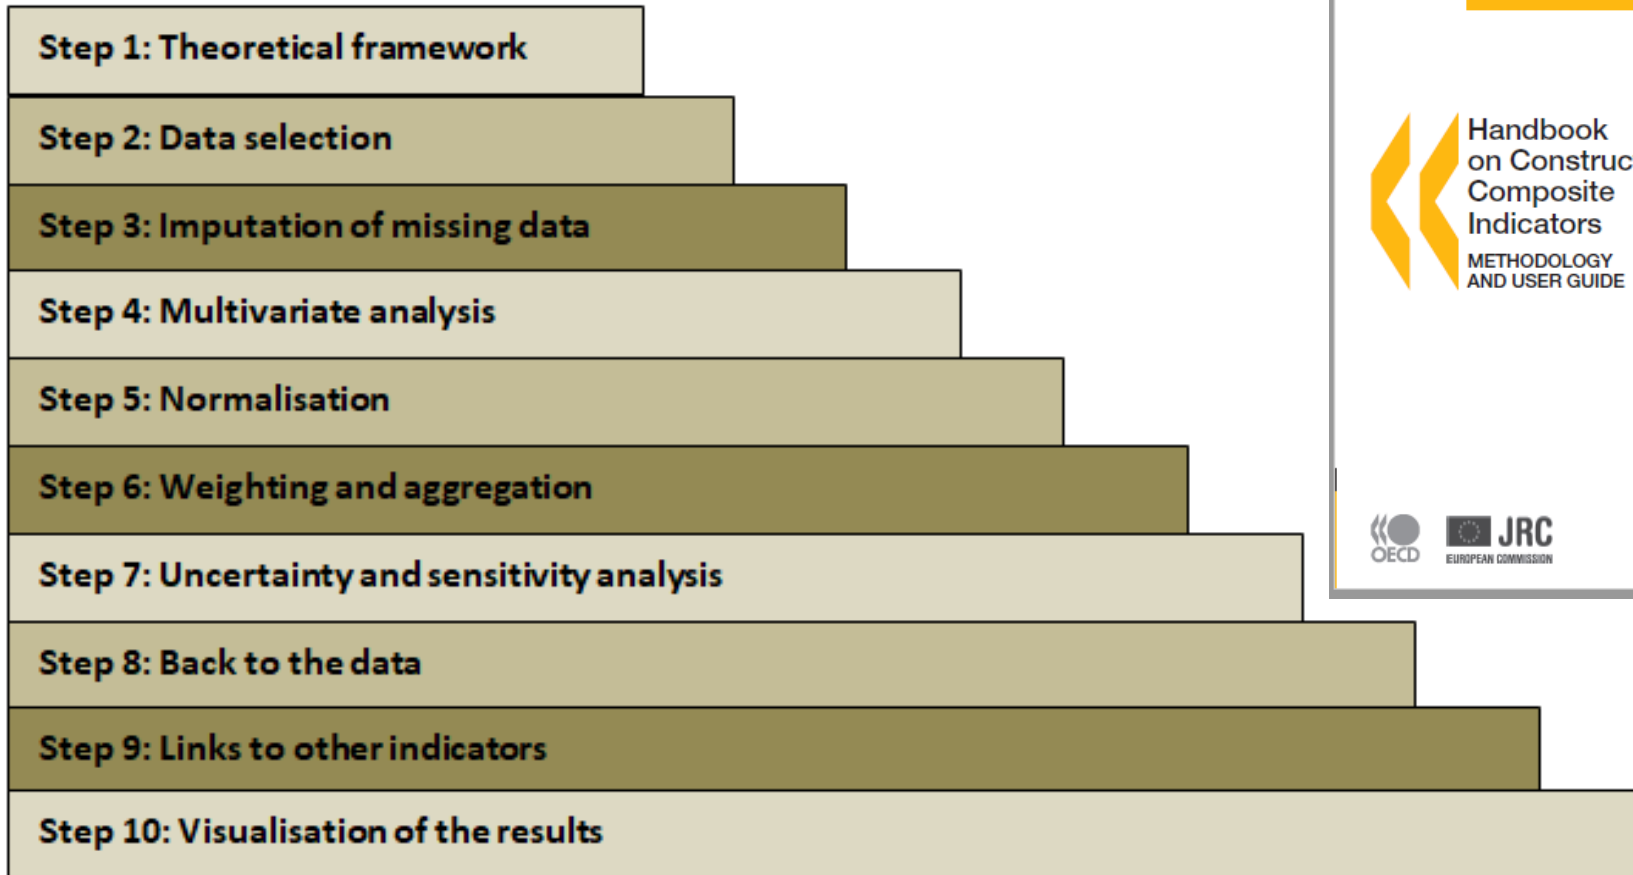 Step 1: Theoretical framework
Step 2: Data selection
Step 3: Imputation of missing data
Step 4: Multivariate analysis
Step 5: Normalisation
Step 6: Weighting and aggregation
Step 7: Uncertainty and sensitivity analysis
Step 8: Back to the data
Step 9: Links to other indicators
Step 10: Visualisation of the results
Handbook
on Construc
Composite
Indicators
METHODOLOGY
AND USER GUIDE
OECD
JRC
EUROPEAN COMMISSION